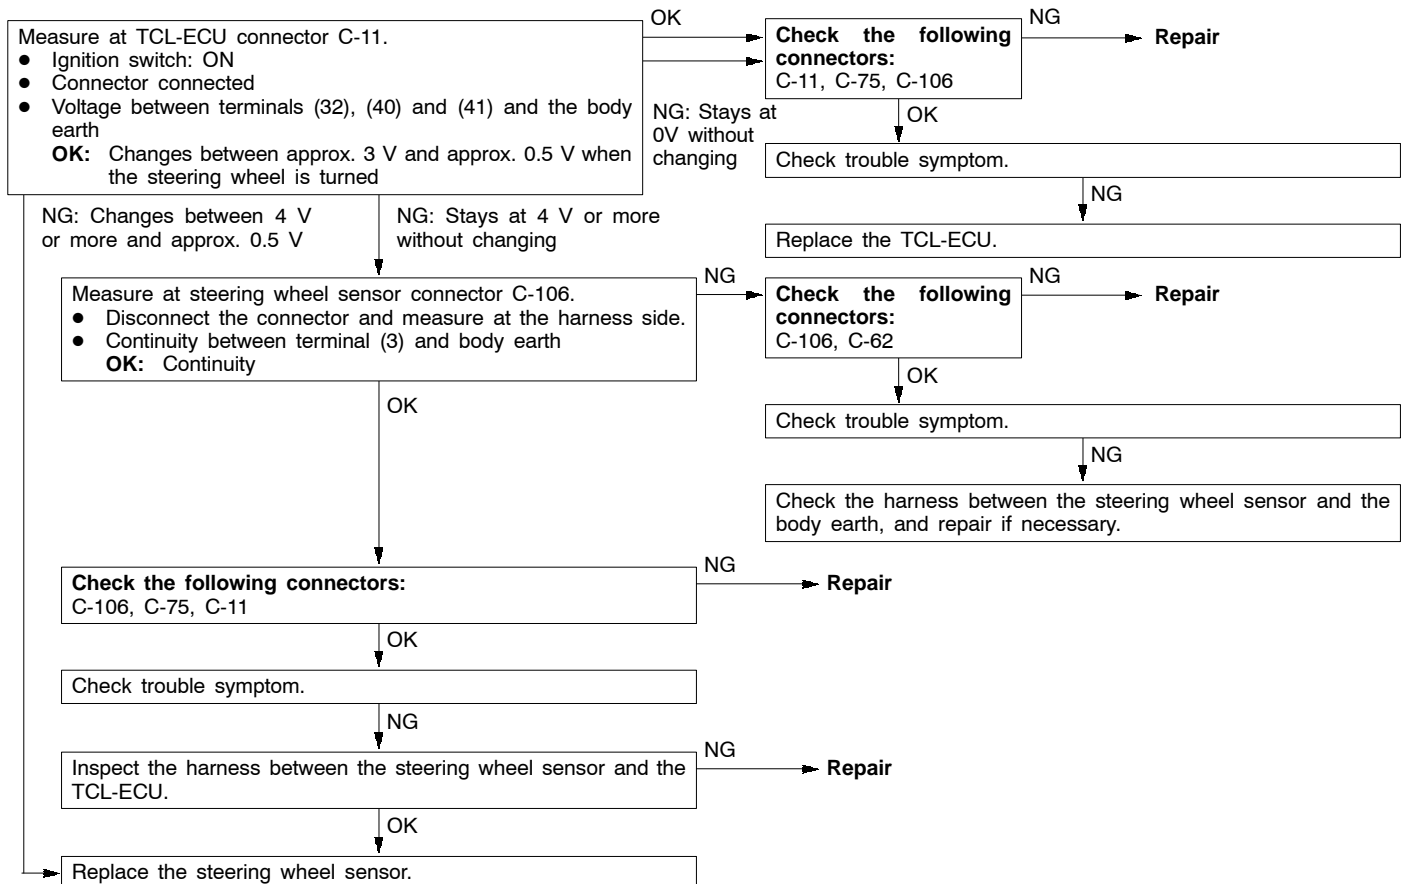 Measure at TCL-ECU connector C-11.
● Ignition switch: ON
● Connector connected
● Voltage between terminals (32), (40) and (41) and the body
earth
OK: Changes between approx. 3 V and approx. 0.5 V when
the steering wheel is turned
OK
NG: Stays at
0V without
changing
Check the following
connectors:
C-11, C-75, C-106
NG
Repair
OK
Check trouble symptom.
NG
Replace the TCL-ECU.
NG: Changes between 4 V
or more and approx. 0.5 V
NG: Stays at 4 V or more
without changing
Measure at steering wheel sensor connector C-106.
● Disconnect the connector and measure at the harness side.
● Continuity between terminal (3) and body earth
OK: Continuity
NG
Check the following
connectors:
C-106, C-62
NG
Repair
OK
Check trouble symptom.
NG
Check the harness between the steering wheel sensor and the
body earth, and repair if necessary.
OK
Check the following connectors:
C-106, C-75, C-11
NG
Repair
OK
Check trouble symptom.
NG
Inspect the harness between the steering wheel sensor and the
TCL-ECU.
NG
Repair
OK
Replace the steering wheel sensor.